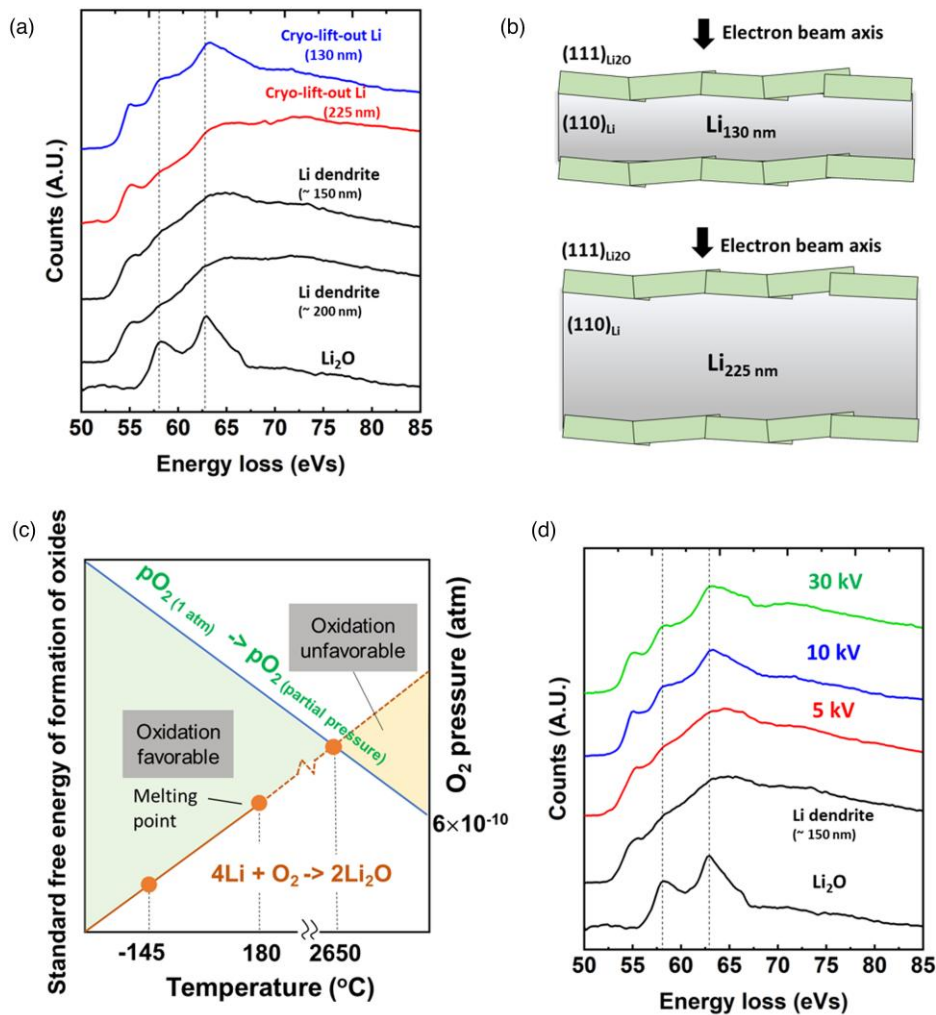 (a)
Cryo-lift-out Li
(130 nm)
Cryo-lift-out Li
(225 nm)
Li dendrite
(~ 150 nm)
Li dendrite
(~ 200 nm)
Li₂O
Counts (A.U.)
50 55 60 65 70 75 80 85
Energy loss (eVs)
(b)
Electron beam axis
(111)Li2O
(110)Li
Li130 nm
Electron beam axis
(111)Li2O
(110)Li
Li225 nm
(c)
Standard free energy of formation of oxides
pO₂ (1 atm) -> pO₂ (partial pressure)
Oxidation
unfavorable
Oxidation
favorable
Melting
point
4Li + O₂ -> 2Li₂O
O₂ pressure (atm)
6×10⁻¹⁰
-145 180 2650
Temperature (°C)
(d)
30 kV
10 kV
5 kV
Li dendrite
(~ 150 nm)
Li₂O
Counts (A.U.)
50 55 60 65 70 75 80 85
Energy loss (eVs)